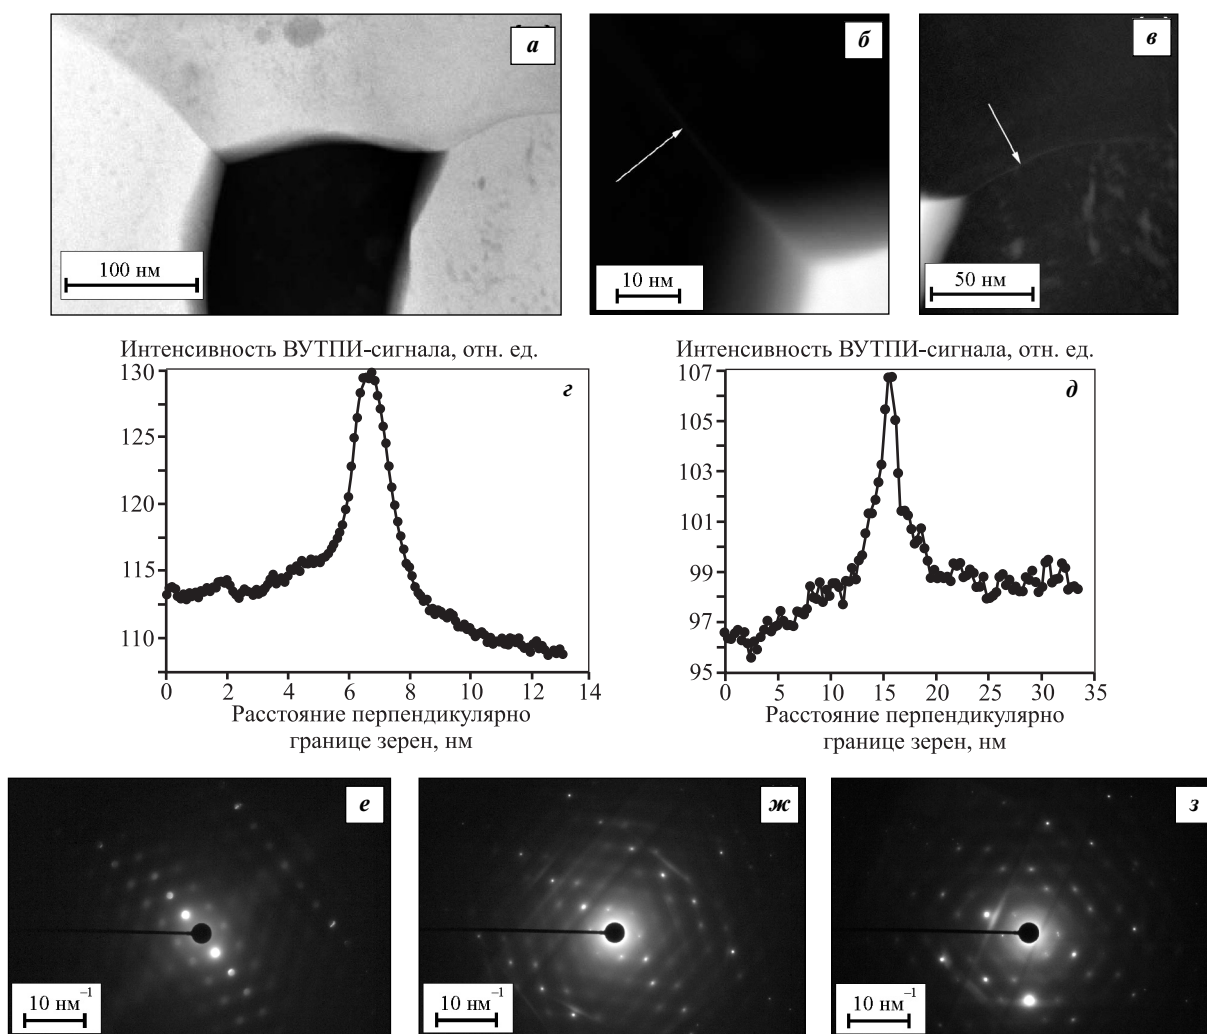 а
б
в
100 нм
10 нм
50 нм
Интенсивность ВУТПИ-сигнала, отн. ед.
130
125
120
115
110
0 2 4 6 8 10 12 14
г
Расстояние перпендикулярно
границе зерен, нм
Интенсивность ВУТПИ-сигнала, отн. ед.
107
105
103
101
99
97
95
0 5 10 15 20 25 30 35
д
Расстояние перпендикулярно
границе зерен, нм
е
ж
з
10 нм⁻¹
10 нм⁻¹
10 нм⁻¹